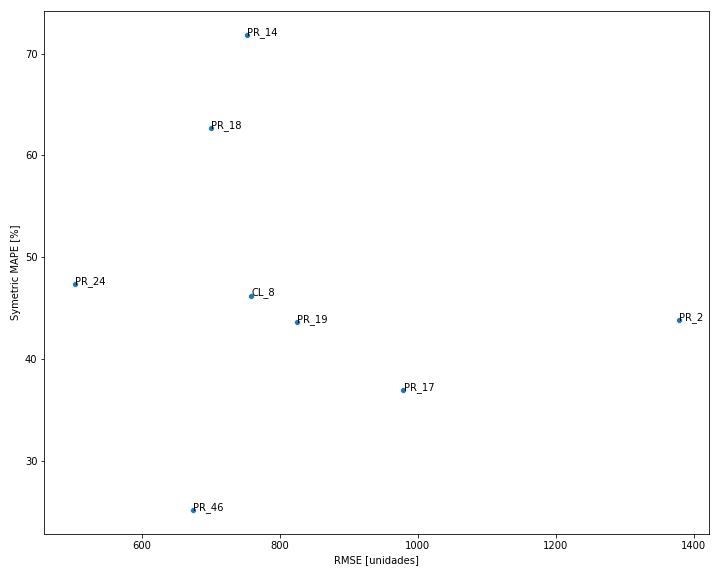 PR_14
70
PR_18
60
50
Symetric MAPE [%]
PR_24
CL_8
PR_19
PR_2
40
PR_17
30
PR_46
600 800 1000 1200 1400
RMSE [unidades]